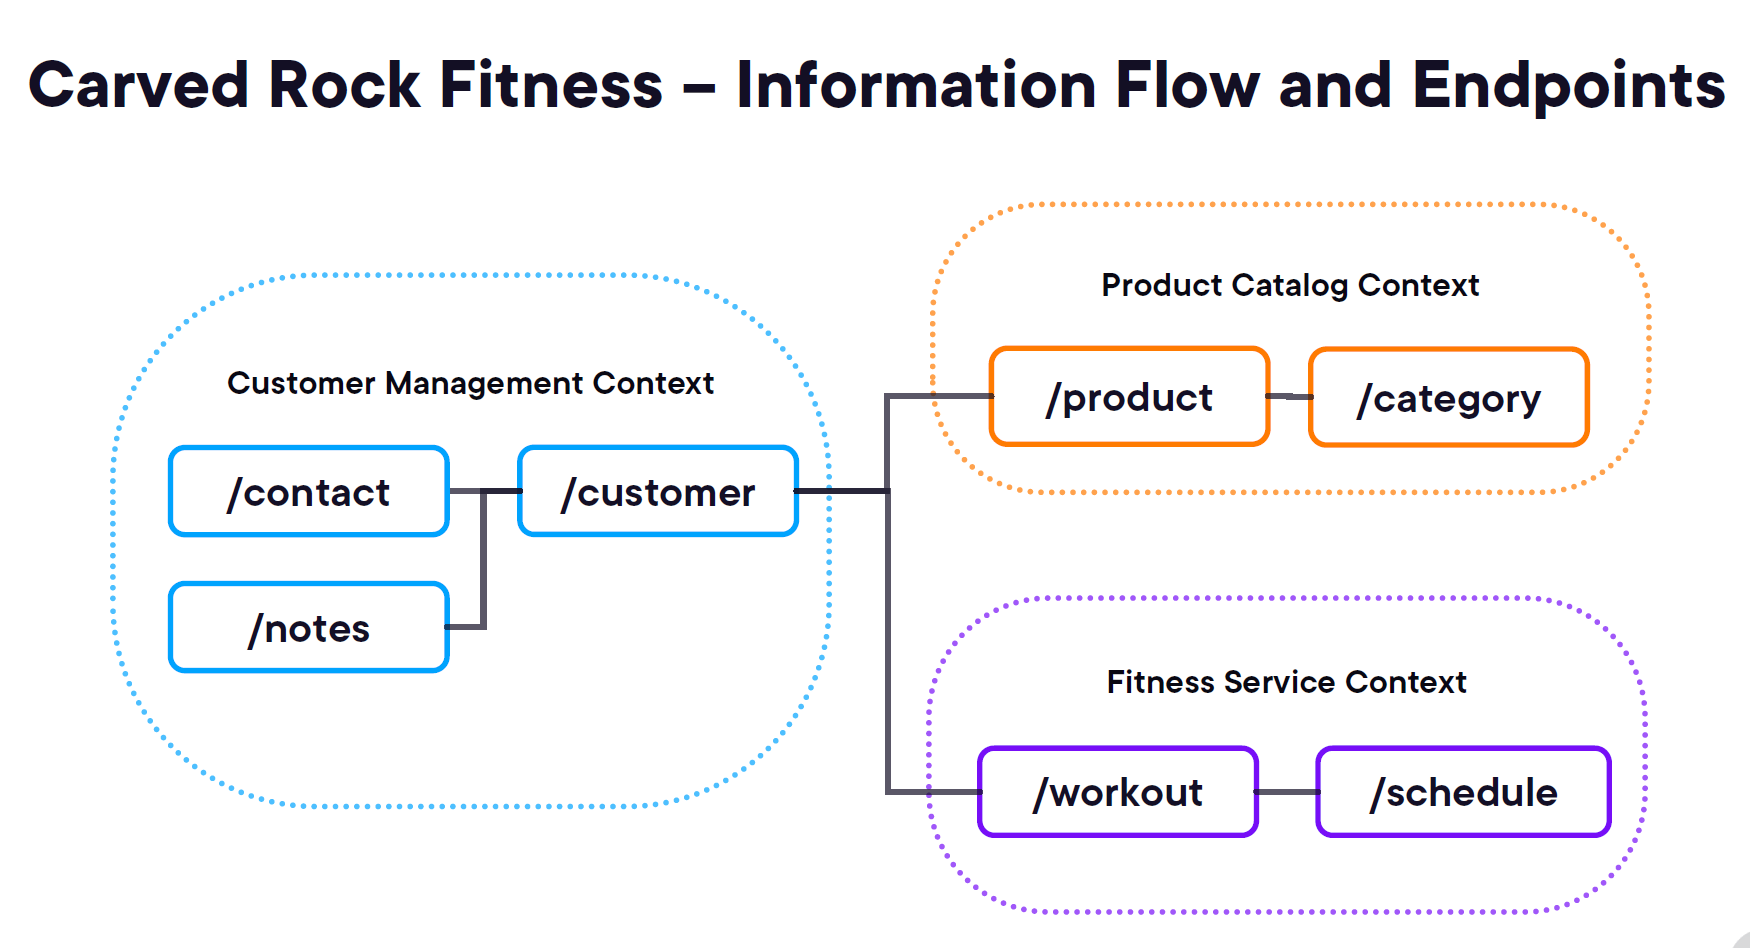 Carved Rock Fitness – Information Flow and Endpoints
Customer Management Context
/contact
/customer
/notes
Product Catalog Context
/product
/category
Fitness Service Context
/workout
/schedule